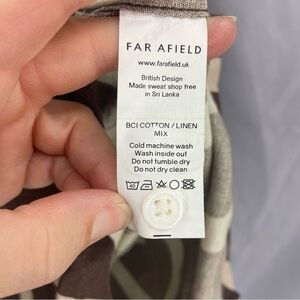 FAR AFIELD
www.farafield.uk
British Design
Made sweat shop free
in Sri Lanka
BCI COTTON / LINEN
MIX
Cold machine wash
Wash inside out
Do not tumble dry
Do not dry clean